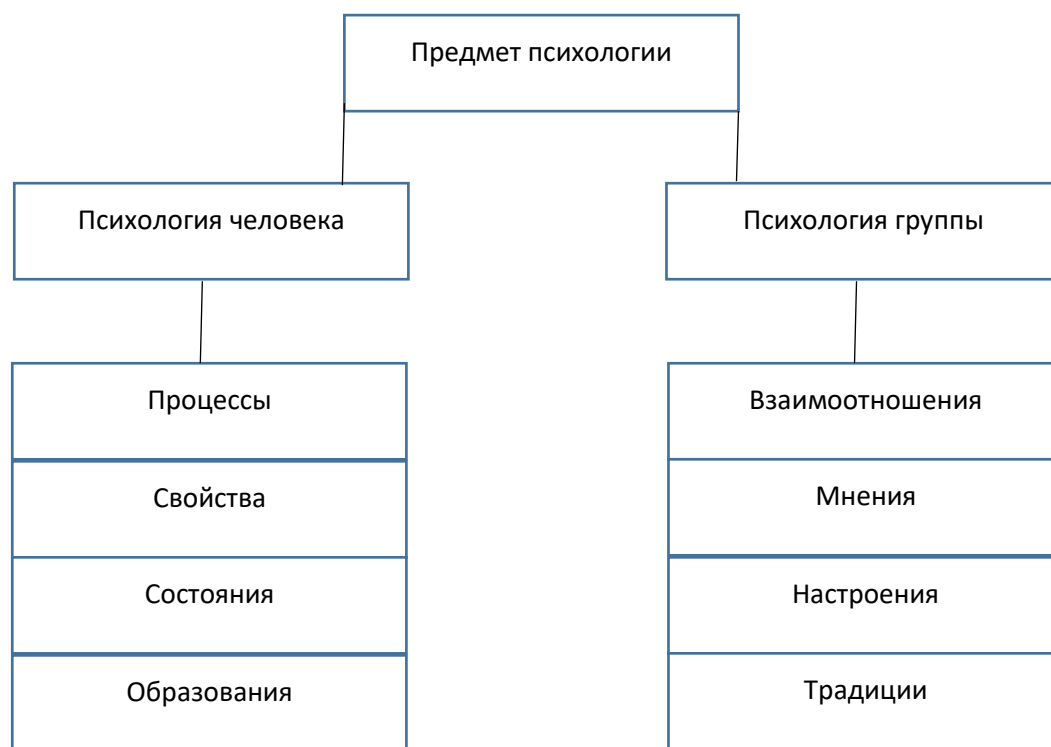 Предмет психологии
Психология человека
Психология группы
Процессы
Взаимоотношения
Свойства
Мнения
Состояния
Настроения
Образования
Традиции